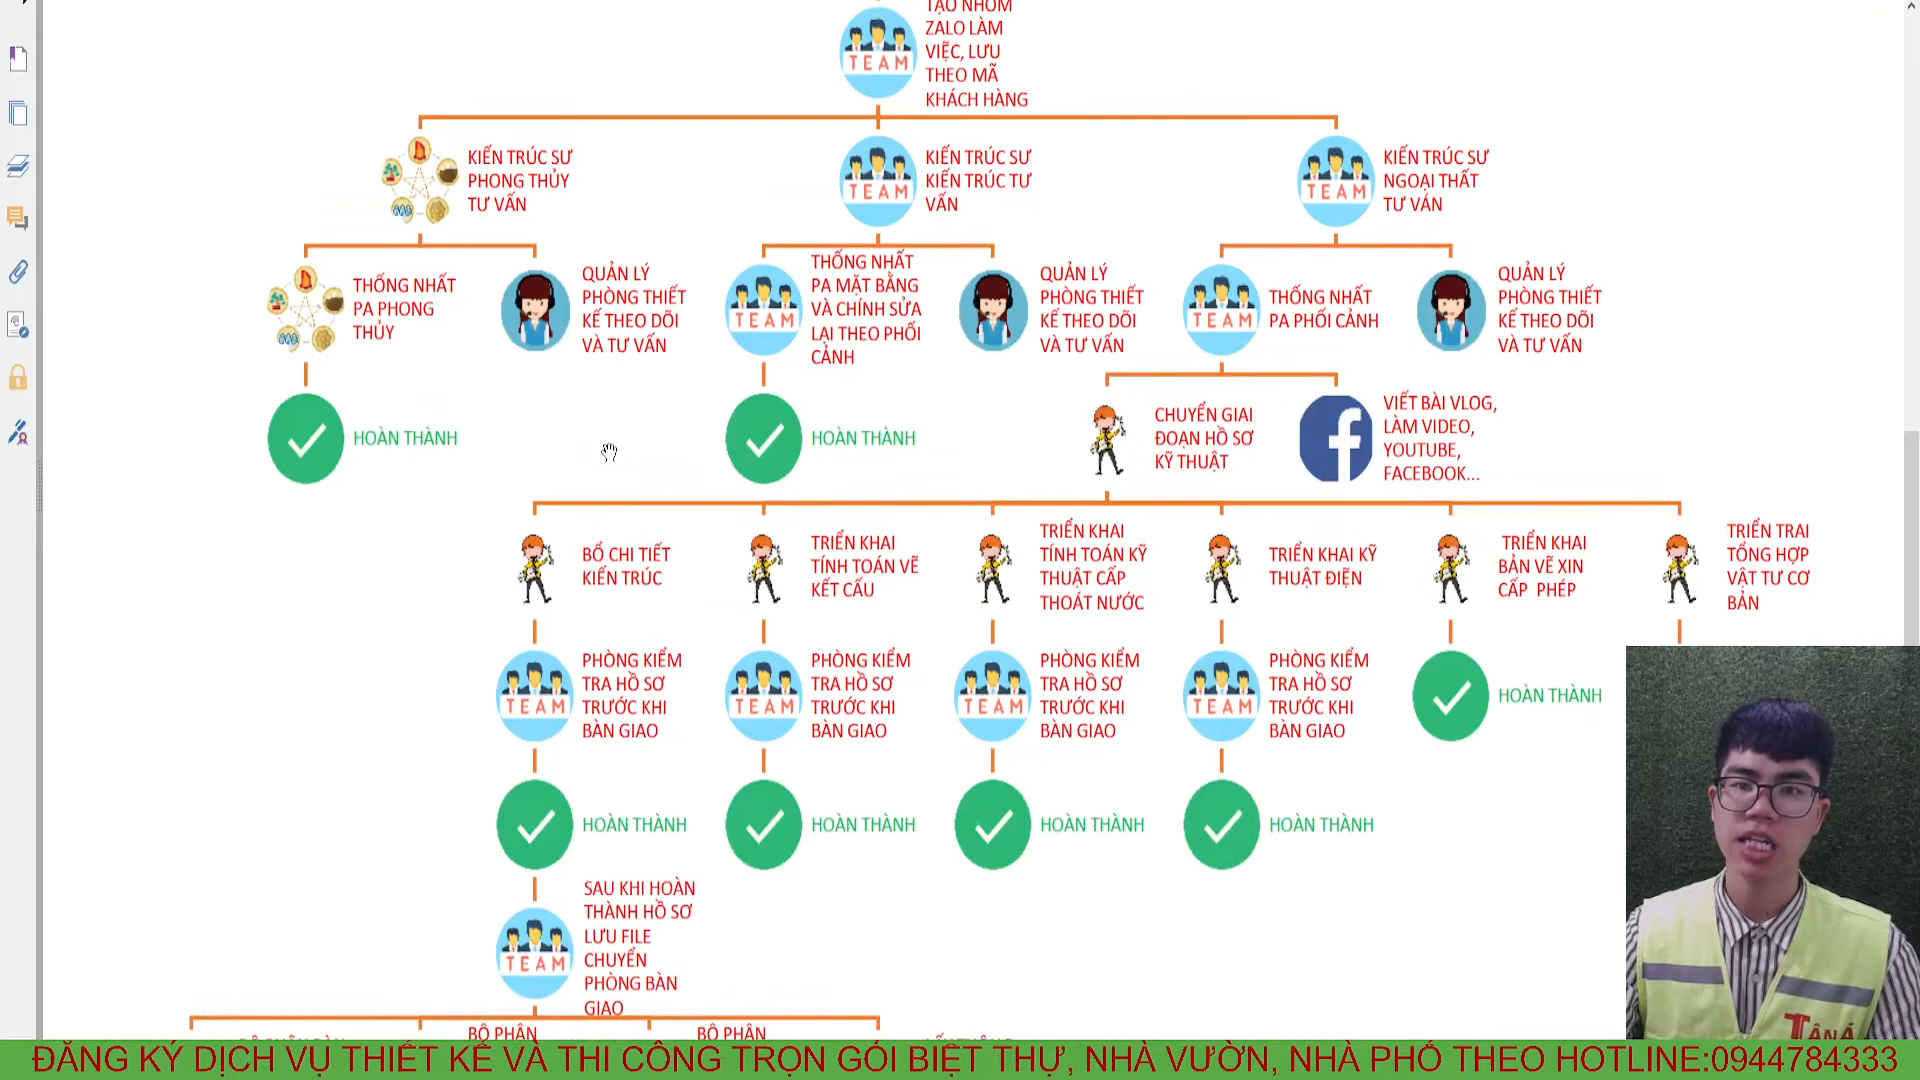 TẠO NHÓM
ZALO LÀM
VIỆC, LƯU
THEO MÃ
KHÁCH HÀNG
TEAM
KIẾN TRÚC SƯ
PHONG THỦY
TƯ VẤN
TEAM
KIẾN TRÚC SƯ
KIẾN TRÚC TƯ
VẤN
TEAM
KIẾN TRÚC SƯ
NGOẠI THẤT
TƯ VẤN
THỐNG NHẤT
PA PHONG
THỦY
QUẢN LÝ
PHÒNG THIẾT
KẾ THEO DÕI
VÀ TƯ VẤN
TEAM
THỐNG NHẤT
PA MẶT BẰNG
VÀ CHỈNH SỬA
LẠI THEO PHỐI
CẢNH
QUẢN LÝ
PHÒNG THIẾT
KẾ THEO DÕI
VÀ TƯ VẤN
TEAM
THỐNG NHẤT
PA PHỐI CẢNH
QUẢN LÝ
PHÒNG THIẾT
KẾ THEO DÕI
VÀ TƯ VẤN
HOÀN THÀNH
HOÀN THÀNH
CHUYỂN GIAI
ĐOẠN HỒ SƠ
KỸ THUẬT
VIẾT BÀI VLOG,
LÀM VIDEO,
YOUTUBE,
FACEBOOK...
BỔ CHI TIẾT
KIẾN TRÚC
TRIỂN KHAI
TÍNH TOÁN VẼ
KẾT CẤU
TRIỂN KHAI
TÍNH TOÁN KỸ
THUẬT CẤP
THOÁT NƯỚC
TRIỂN KHAI KỸ
THUẬT ĐIỆN
TRIỂN KHAI
BẢN VẼ XIN
CẤP PHÉP
TRIỂN TRAI
TỔNG HỢP
VẬT TƯ CƠ
BẢN
TEAM
PHÒNG KIỂM
TRA HỒ SƠ
TRƯỚC KHI
BÀN GIAO
TEAM
PHÒNG KIỂM
TRA HỒ SƠ
TRƯỚC KHI
BÀN GIAO
TEAM
PHÒNG KIỂM
TRA HỒ SƠ
TRƯỚC KHI
BÀN GIAO
TEAM
PHÒNG KIỂM
TRA HỒ SƠ
TRƯỚC KHI
BÀN GIAO
HOÀN THÀNH
HOÀN THÀNH
HOÀN THÀNH
HOÀN THÀNH
HOÀN THÀNH
TEAM
SAU KHI HOÀN
THÀNH HỒ SƠ
LƯU FILE
CHUYỂN
PHÒNG BÀN
GIAO
BỘ PHẬN
BỘ PHẬN
TÂN Á
ĐĂNG KÝ DỊCH VỤ THIẾT KẾ VÀ THI CÔNG TRỌN GÓI BIỆT THỰ, NHÀ VƯỜN, NHÀ PHỐ THEO HOTLINE:0944784333